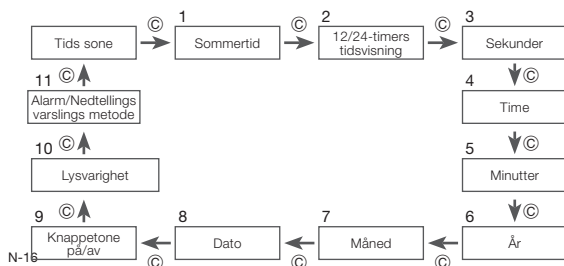 Tids sone
©
1
Sommertid
©
2
12/24-timers
tidsvisning
©
3
Sekunder
©
4
Time
©
5
Minutter
©
6
År
©
7
Måned
©
8
Dato
©
9
Knappetone
på/av
©
10
Lysvarighet
©
11
Alarm/Nedtellings
varslings metode
©
N-16